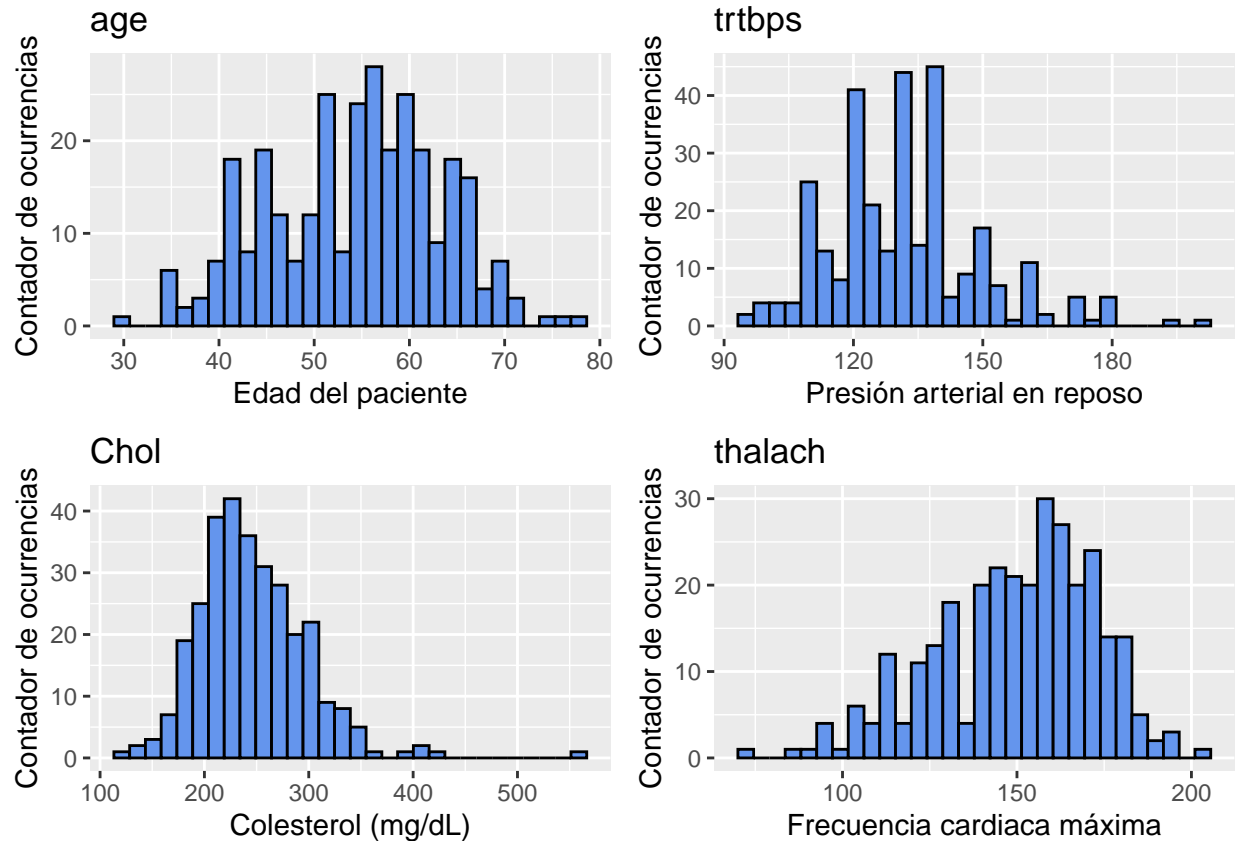 age
Contador de ocurrencias
20
10
0
30 40 50 60 70 80
Edad del paciente
trtbps
Contador de ocurrencias
40
30
20
10
0
90 120 150 180
Presión arterial en reposo
Chol
Contador de ocurrencias
40
30
20
10
0
100 200 300 400 500
Colesterol (mg/dL)
thalach
Contador de ocurrencias
30
20
10
0
100 150 200
Frecuencia cardiaca máxima